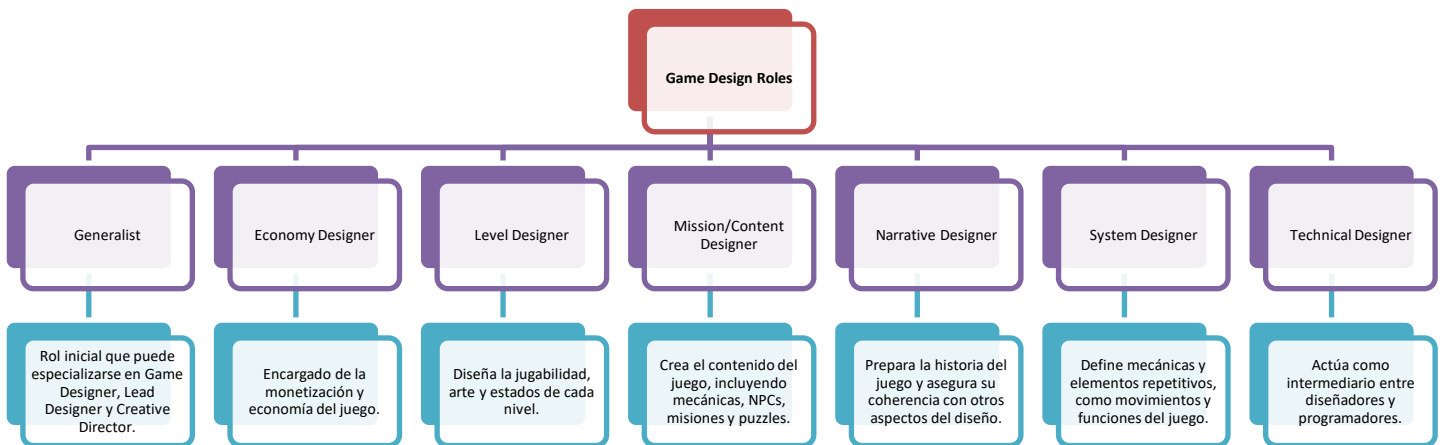 Game Design Roles
Generalist
Economy Designer
Level Designer
Mission/Content
Designer
Narrative Designer
System Designer
Technical Designer
Rol inicial que puede
especializarse en Game
Designer, Lead
Designer y Creative
Director.
Encargado de la
monetización y
economía del juego.
Diseña la jugabilidad,
arte y estados de cada
nivel.
Crea el contenido del
juego, incluyendo
mecánicas, NPCs,
misiones y puzzles.
Prepara la historia del
juego y asegura su
coherencia con otros
aspectos del diseño.
Define mecánicas y
elementos repetitivos,
como movimientos y
funciones del juego.
Actúa como
intermediario entre
diseñadores y
programadores.